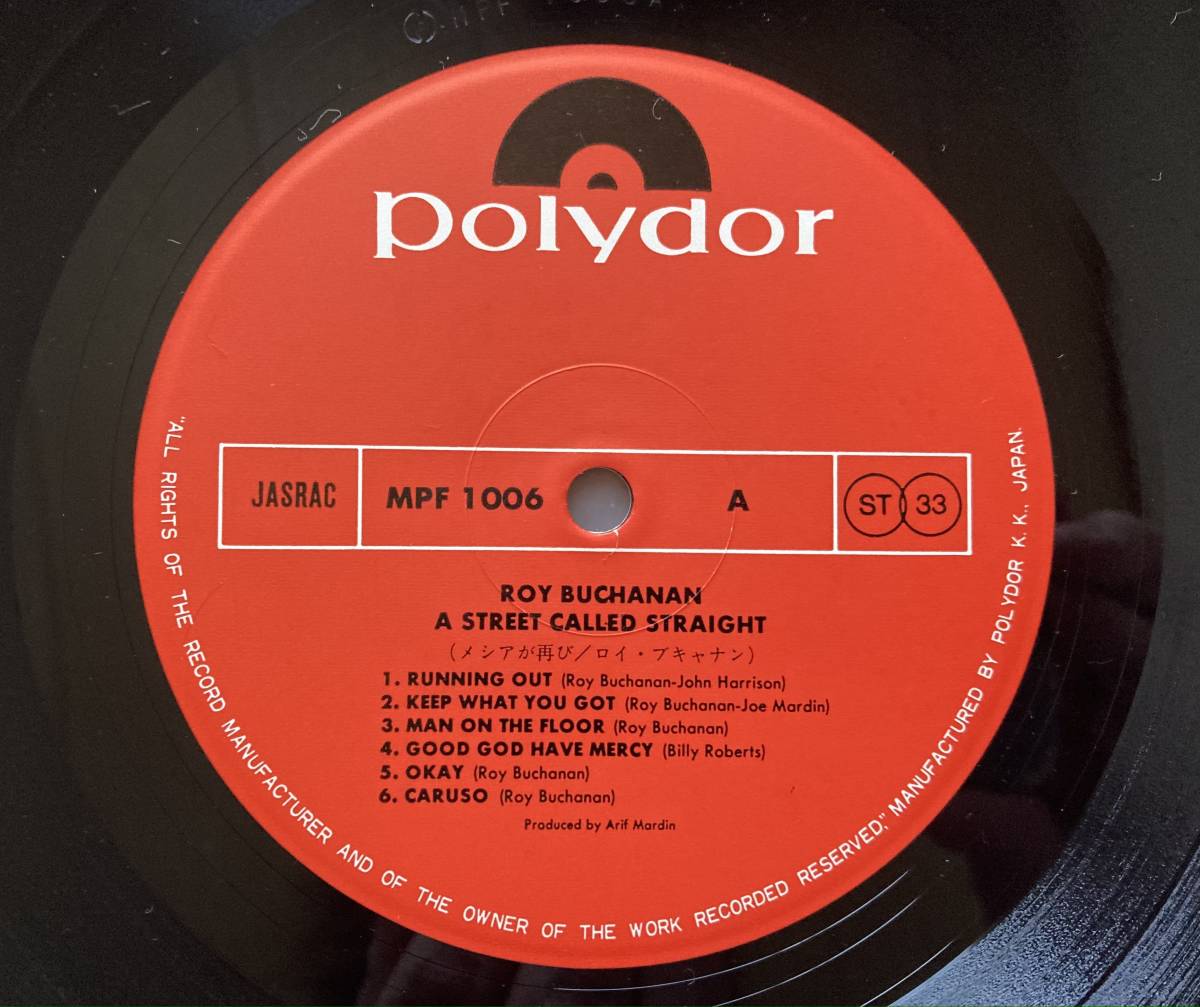 polydor
JASRAC MPF 1006 A ST 33
ROY BUCHANAN
A STREET CALLED STRAIGHT
(メシアが再び/ロイ・ブキャナン)
1. RUNNING OUT (Roy Buchanan-John Harrison)
2. KEEP WHAT YOU GOT (Roy Buchanan-Joe Mardin)
3. MAN ON THE FLOOR (Roy Buchanan)
4. GOOD GOD HAVE MERCY (Billy Roberts)
5. OKAY (Roy Buchanan)
6. CARUSO (Roy Buchanan)
Produced by Arif Mardin
"ALL RIGHTS OF THE RECORD MANUFACTURER AND OF THE OWNER OF THE WORK RECORDED RESERVED," MANUFACTURED BY POLYDOR K.K., JAPAN.